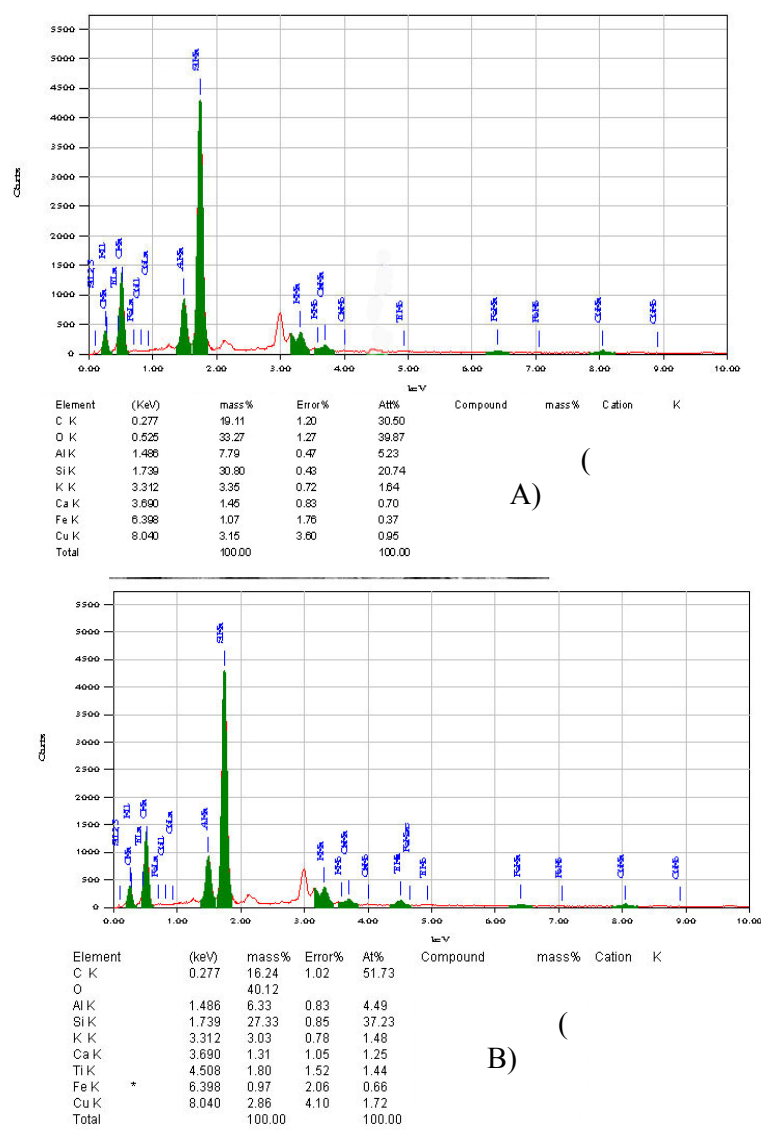 5500
5000
4500
4000
3500
3000
2500
2000
1500
1000
500
0
Counts
0.00 1.00 2.00 3.00 4.00 5.00 6.00 7.00 8.00 9.00 10.00
keV
Element (KeV) mass% Error% Att% Compound mass% Cation K
C K 0.277 19.11 1.20 30.50
O K 0.525 33.27 1.27 39.87
Al K 1.486 7.79 0.47 5.23
Si K 1.739 30.80 0.43 20.74
K K 3.312 3.35 0.72 1.64
Ca K 3.690 1.45 0.83 0.70
Fe K 6.398 1.07 1.76 0.37
Cu K 8.040 3.15 3.60 0.95
Total 100.00 100.00
(
A)
5500
5000
4500
4000
3500
3000
2500
2000
1500
1000
500
0
Counts
0.00 1.00 2.00 3.00 4.00 5.00 6.00 7.00 8.00 9.00 10.00
keV
Element (keV) mass% Error% At% Compound mass% Cation K
C K 0.277 16.24 1.02 51.73
O 40.12
Al K 1.486 6.33 0.83 4.49
Si K 1.739 27.33 0.85 37.23
K K 3.312 3.03 0.78 1.48
Ca K 3.690 1.31 1.05 1.25
Ti K 4.508 1.80 1.52 1.44
Fe K * 6.398 0.97 2.06 0.66
Cu K 8.040 2.86 4.10 1.72
Total 100.00 100.00
(
B)